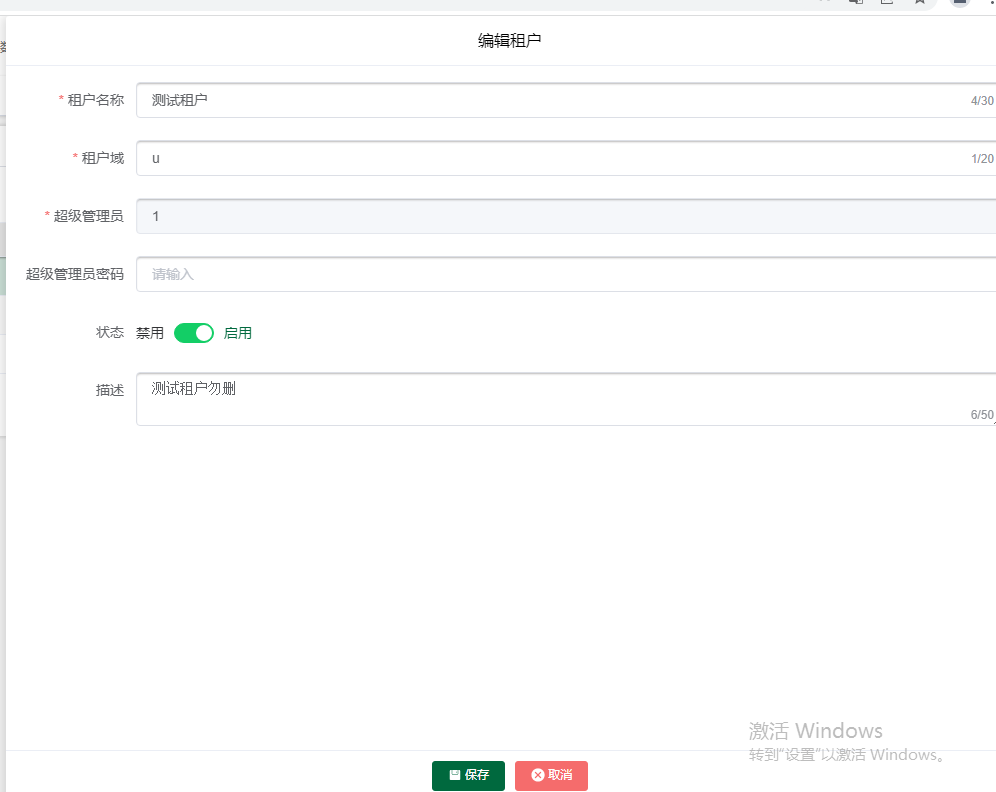 编辑租户
* 租户名称 测试租户 4/30
* 租户域 u 1/20
* 超级管理员 1
超级管理员密码 请输入
状态 禁用 启用
描述 测试租户勿删
6/50
激活 Windows
转到“设置”以激活 Windows。
保存 取消